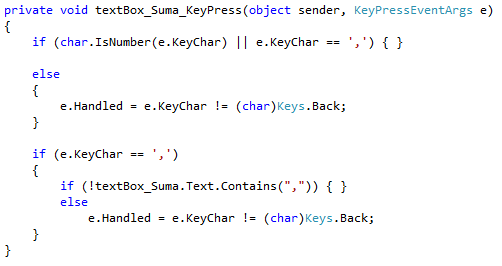 private void textBox_Suma_KeyPress(object sender, KeyPressEventArgs e)
{
if (char.IsNumber(e.KeyChar) || e.KeyChar == ',') { }
else
{
e.Handled = e.KeyChar != (char)Keys.Back;
}
if (e.KeyChar == ',')
{
if (!textBox_Suma.Text.Contains(",")) { }
else
e.Handled = e.KeyChar != (char)Keys.Back;
}
}